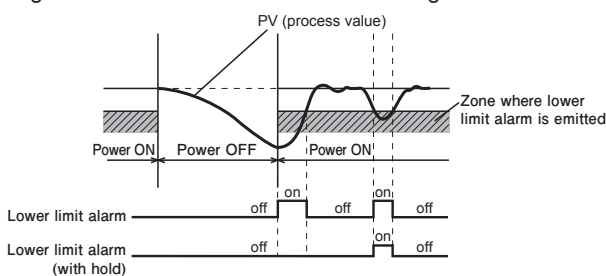 PV (process value)
Zone where lower
limit alarm is emitted
Power ON
Power OFF
Power ON
on
on
Lower limit alarm
off
off
off
on
Lower limit alarm
(with hold)
off
off